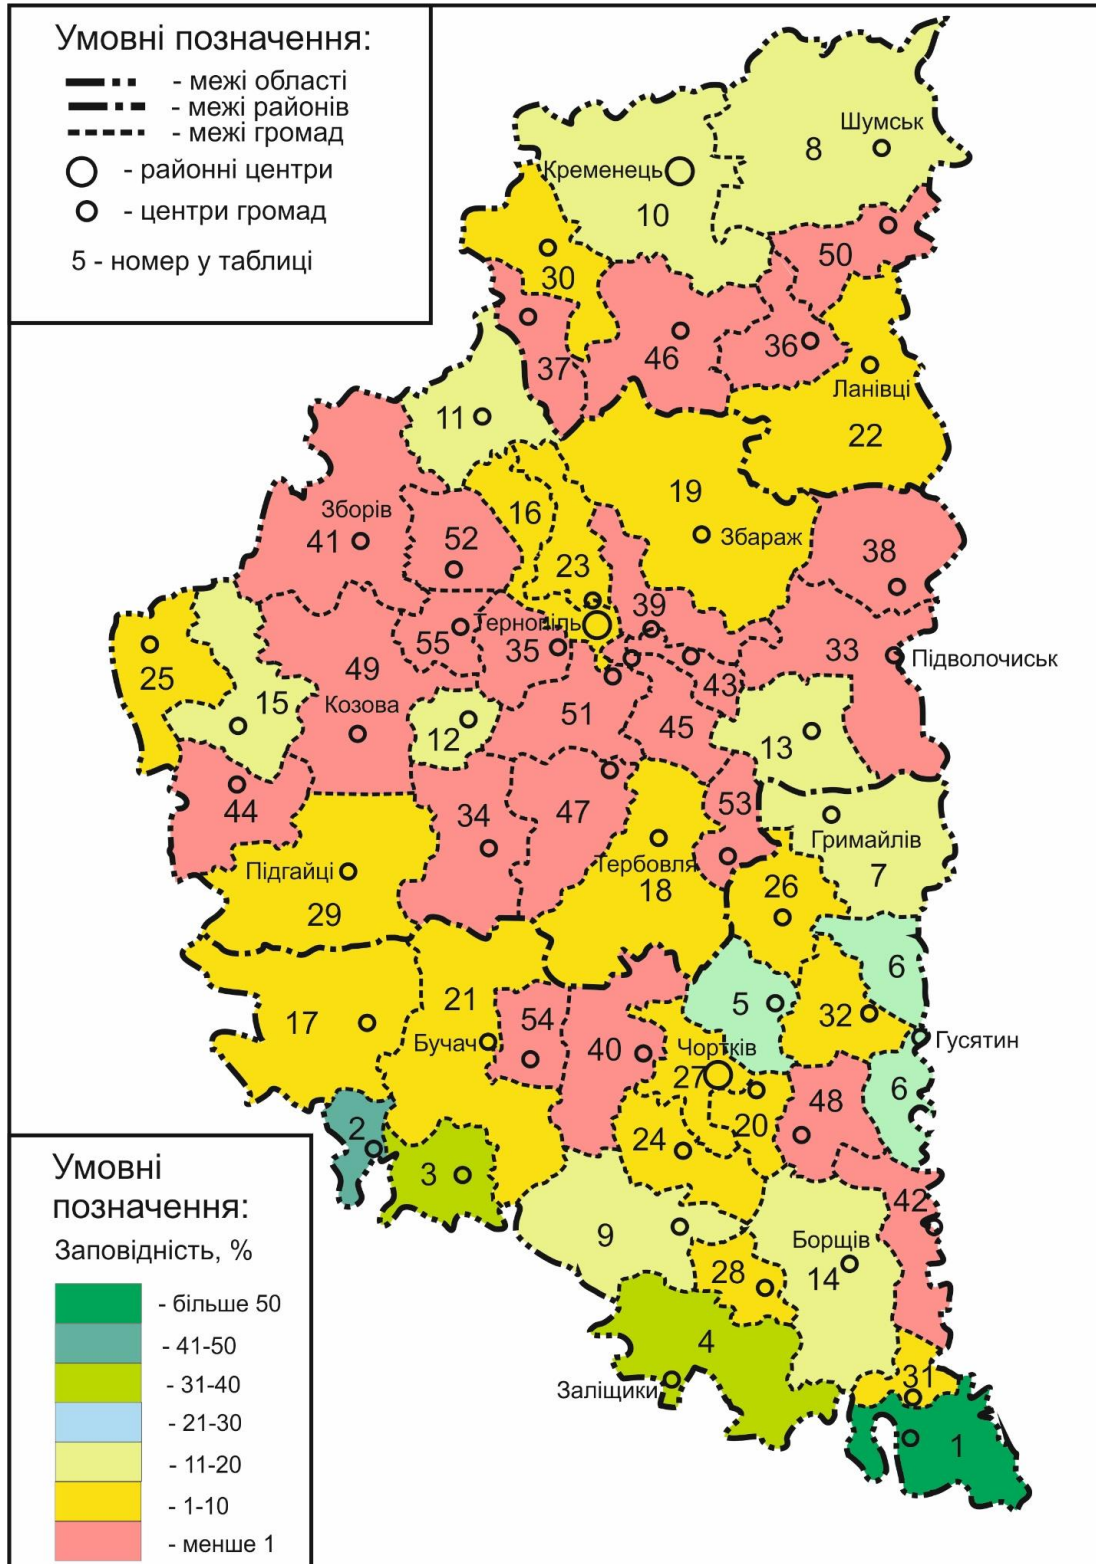 Умовні позначення:
- межі області
- межі районів
- межі громад
- районні центри
- центри громад
5 - номер у таблиці
Шумськ
8
Кременець
10
50
30
46
36
37
Ланівці
22
11
19
16
Зборів
41
52
Збараж
38
23
39
Тернопіль
55
35
33
Підволочиськ
25
49
43
15
Козова
12
51
45
13
44
34
47
53
Гримайлів
Підгайці
Тербовля
18
26
7
29
6
21
5
17
54
32
Бучач
40
Чортків
27
Гусятин
6
48
2
20
24
3
42
9
Борщів
28
14
4
31
Заліщики
1
Умовні
позначення:
Заповідність, %
- більше 50
- 41-50
- 31-40
- 21-30
- 11-20
- 1-10
- менше 1